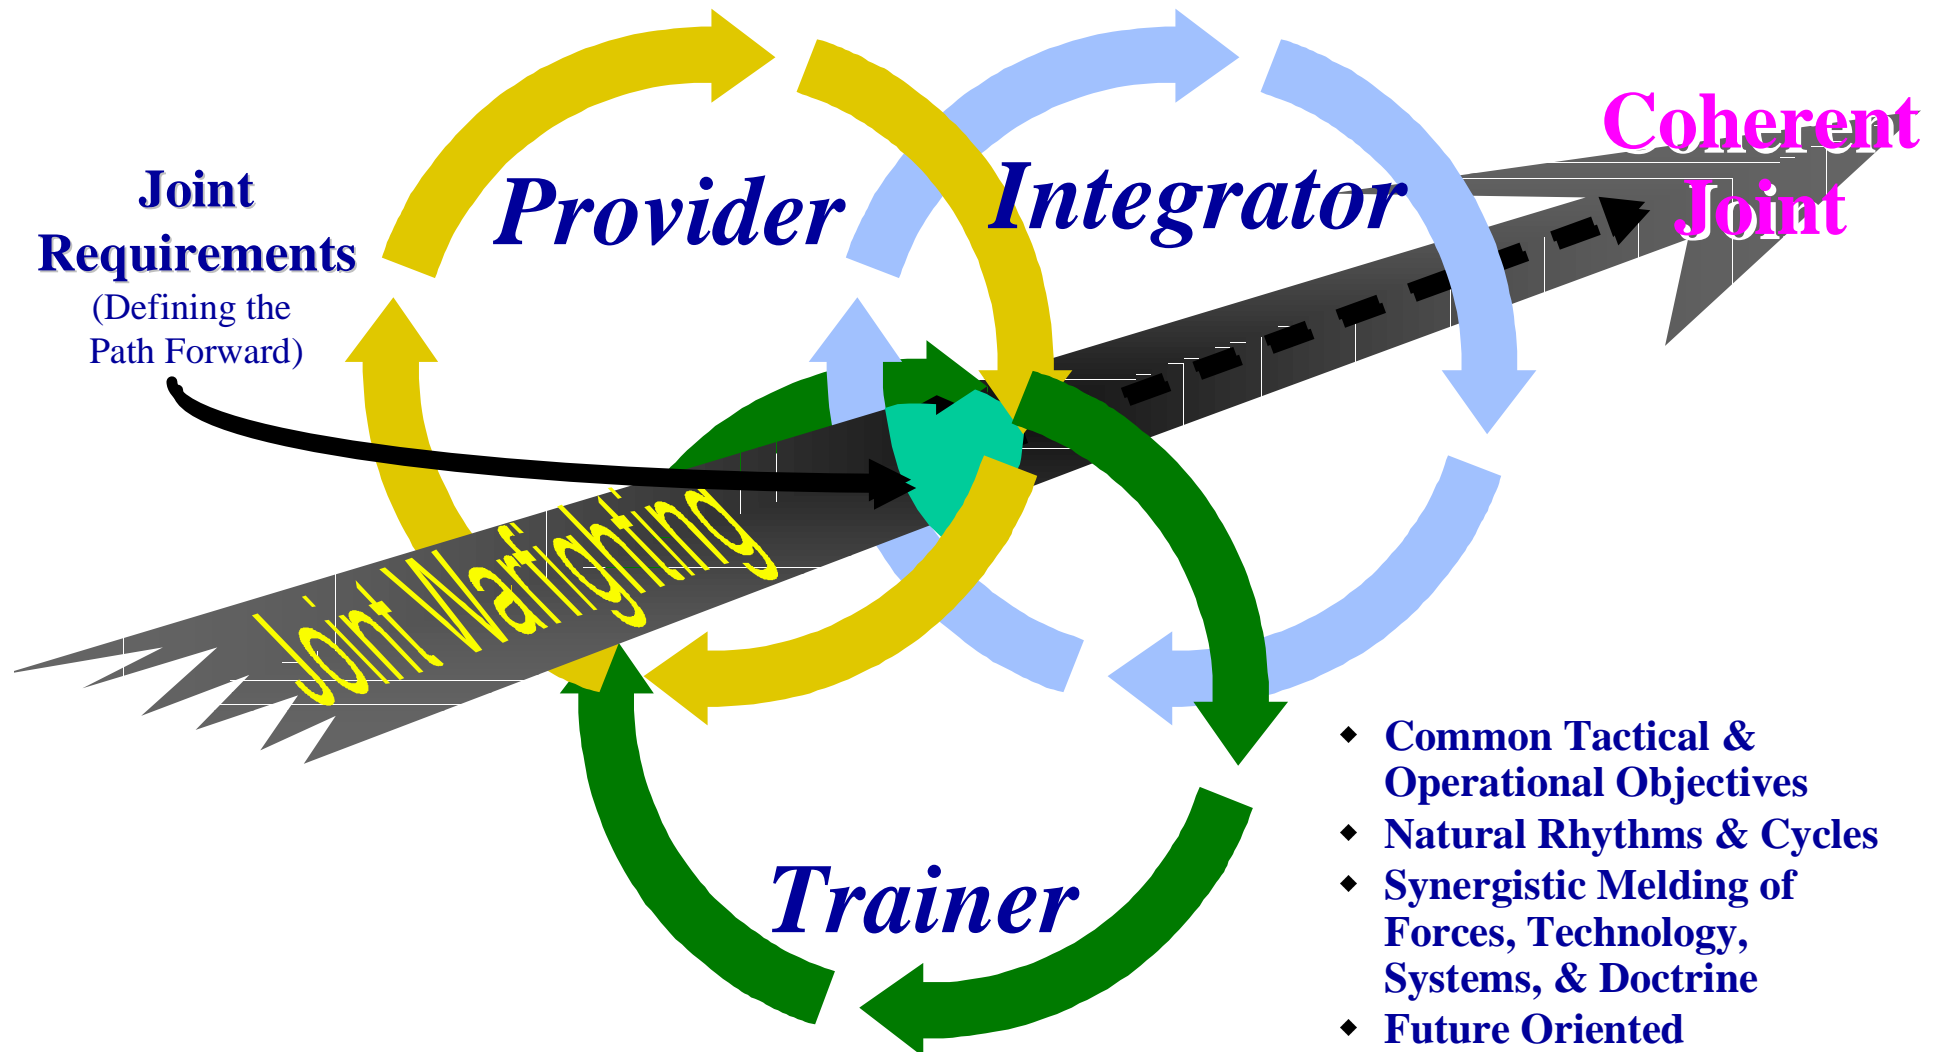 Coherent
Joint
Joint
Requirements
(Defining the
Path Forward)
Provider
Integrator
Joint Warfighting
Trainer
◆ Common Tactical &
Operational Objectives
◆ Natural Rhythms & Cycles
◆ Synergistic Melding of
Forces, Technology,
Systems, & Doctrine
◆ Future Oriented